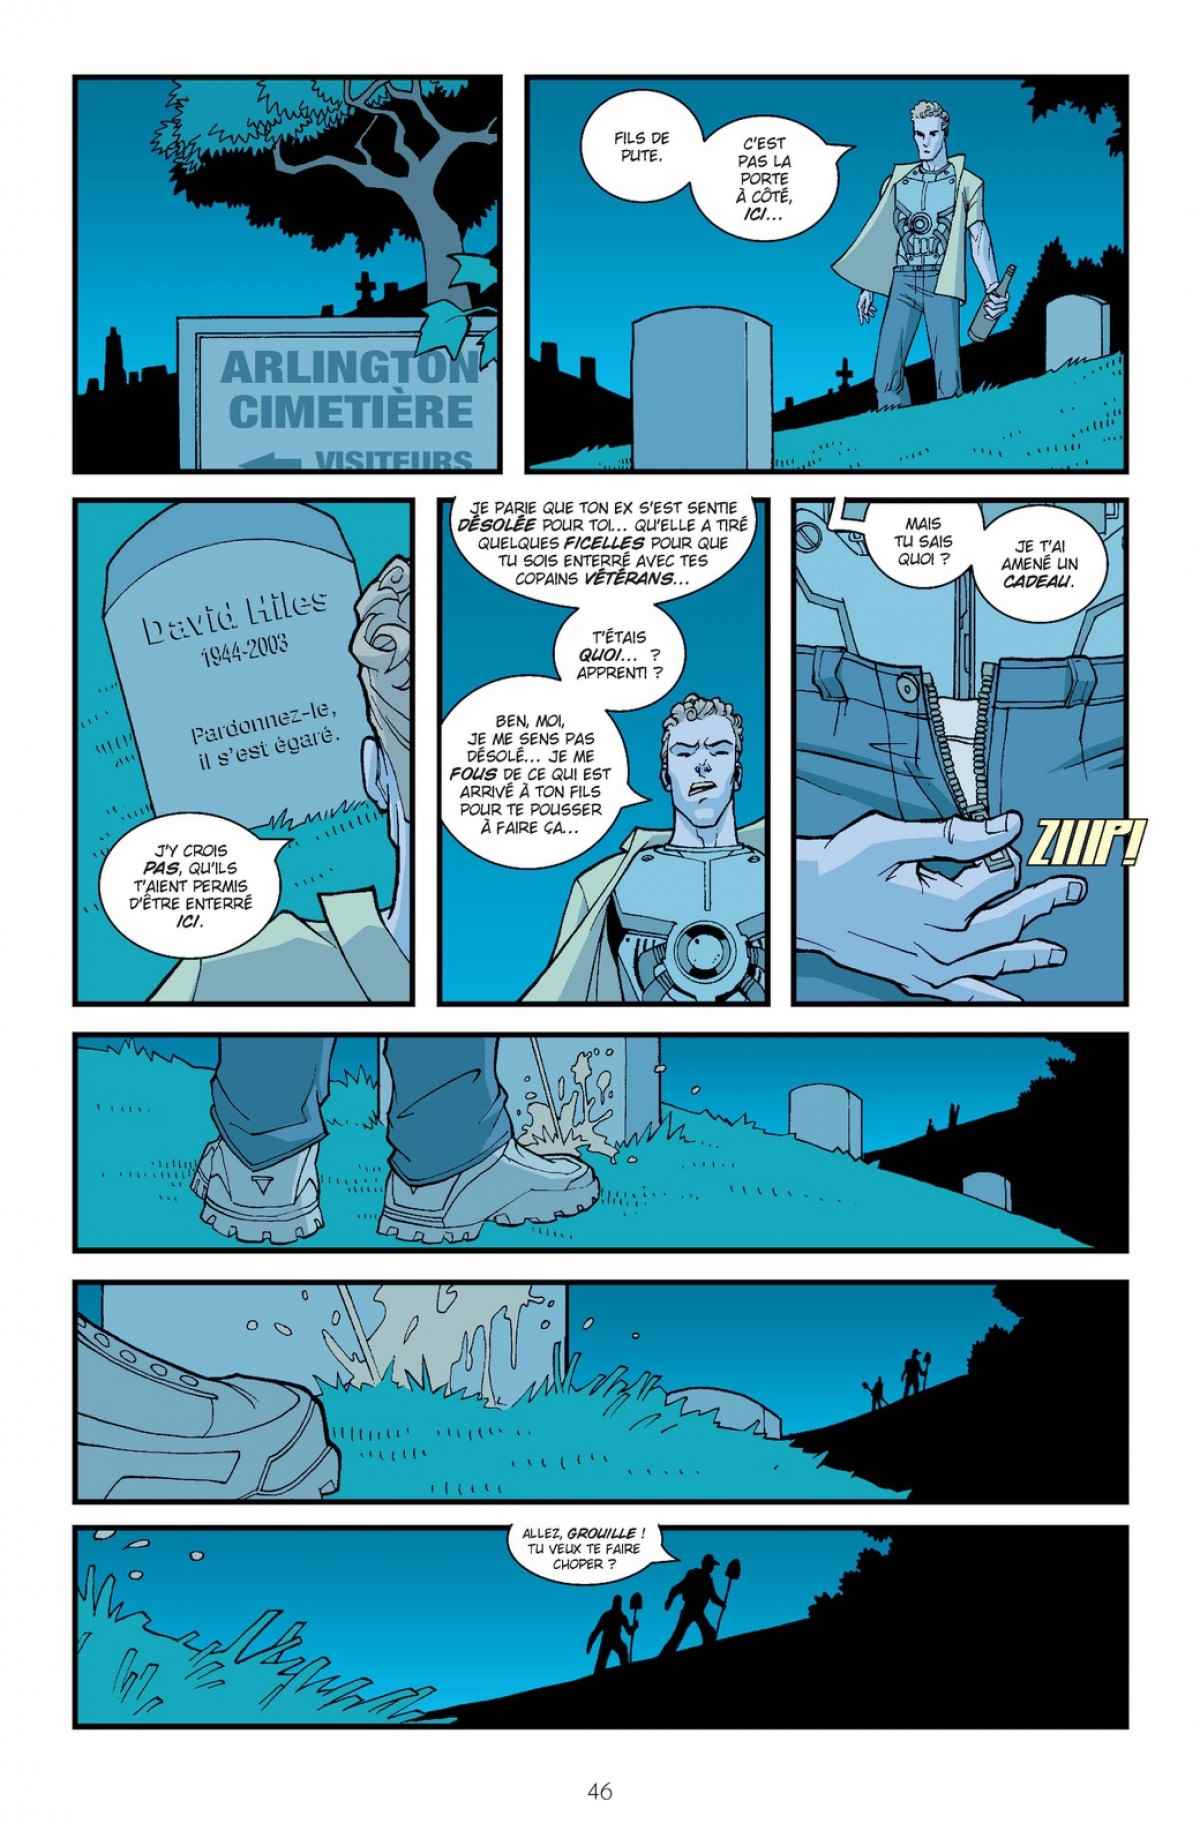 ARLINGTON
CIMETIÈRE
VISITEURS
FILS DE
PUTE.
C'EST
PAS LA
PORTE
À CÔTÉ,
ICI...
David Hiles
1944-2003
Pardonnez-le,
il s'est égaré.
J'Y CROIS
PAS, QU'ILS
T'AIENT PERMIS
D'ÊTRE ENTERRÉ
ICI.
JE PARIE QUE TON EX S'EST SENTIE
DÉSOLÉE POUR TOI... QU'ELLE A TIRÉ
QUELQUES FICELLES POUR QUE
TU SOIS ENTERRÉ AVEC TES
COPAINS VÉTÉRANS...
T'ÉTAIS
QUOI... ?
APPRENTI ?
BEN, MOI,
JE ME SENS PAS
DÉSOLÉ... JE ME
FOUS DE CE QUI EST
ARRIVÉ À TON FILS
POUR TE POUSSER
À FAIRE ÇA...
MAIS
TU SAIS
QUOI ?
JE T'AI
AMENÉ UN
CADEAU.
ZIIIP!
ALLEZ, GROUILLE !
TU VEUX TE FAIRE
CHOPER ?
46